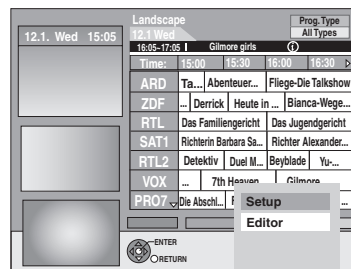 Landscape
Prog. Type
12.1. Wed 15:05
12.1 Wed
All Types
16:05~17:05 Gilmore girls
Time: 15:00 15:30 16:00 16:30
ARD Ta... Abenteuer... Fliege-Die Talkshow
ZDF ... Derrick Heute in ... Bianca-Wege...
RTL Das Familiengericht Das Jugendgericht
SAT1 Richterin Barbara Sa... Richter Alexander...
RTL2 Detektiv Duel M... Beyblade Yu-...
VOX ... 7th Heaven Gilmore
PRO7 Die Abschl...
Setup
Editor
ENTER
RETURN